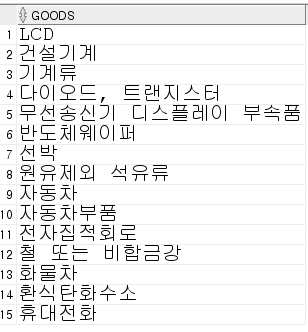 GOODS
1 LCD
2 건설기계
3 기계류
4 다이오드, 트랜지스터
5 무선송신기 디스플레이 부속품
6 반도체웨이퍼
7 선박
8 원유제외 석유류
9 자동차
10 자동차부품
11 전자집적회로
12 철 또는 비합금강
13 화물차
14 환식탄화수소
15 휴대전화